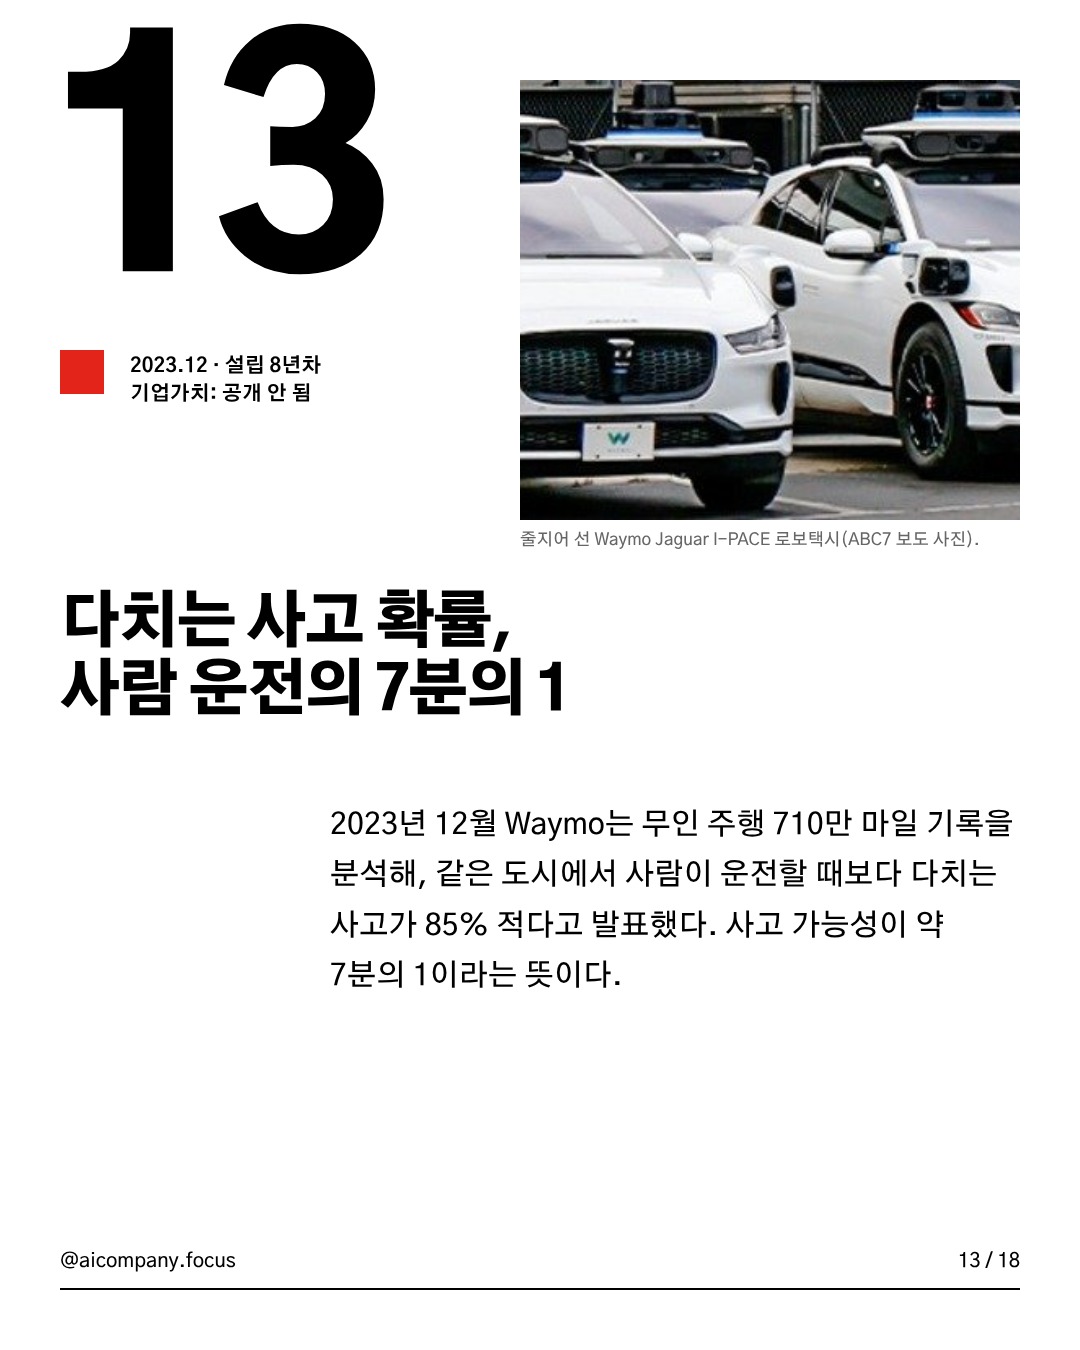 13
2023.12 · 설립 8년차
기업가치: 공개 안 됨
줄지어 선 Waymo Jaguar I-PACE 로보택시(ABC7 보도 사진).
다치는 사고 확률,
사람 운전의 7분의 1
2023년 12월 Waymo는 무인 주행 710만 마일 기록을
분석해, 같은 도시에서 사람이 운전할 때보다 다치는
사고가 85% 적다고 발표했다. 사고 가능성이 약
7분의 1이라는 뜻이다.
@aicompany.focus
13 / 18